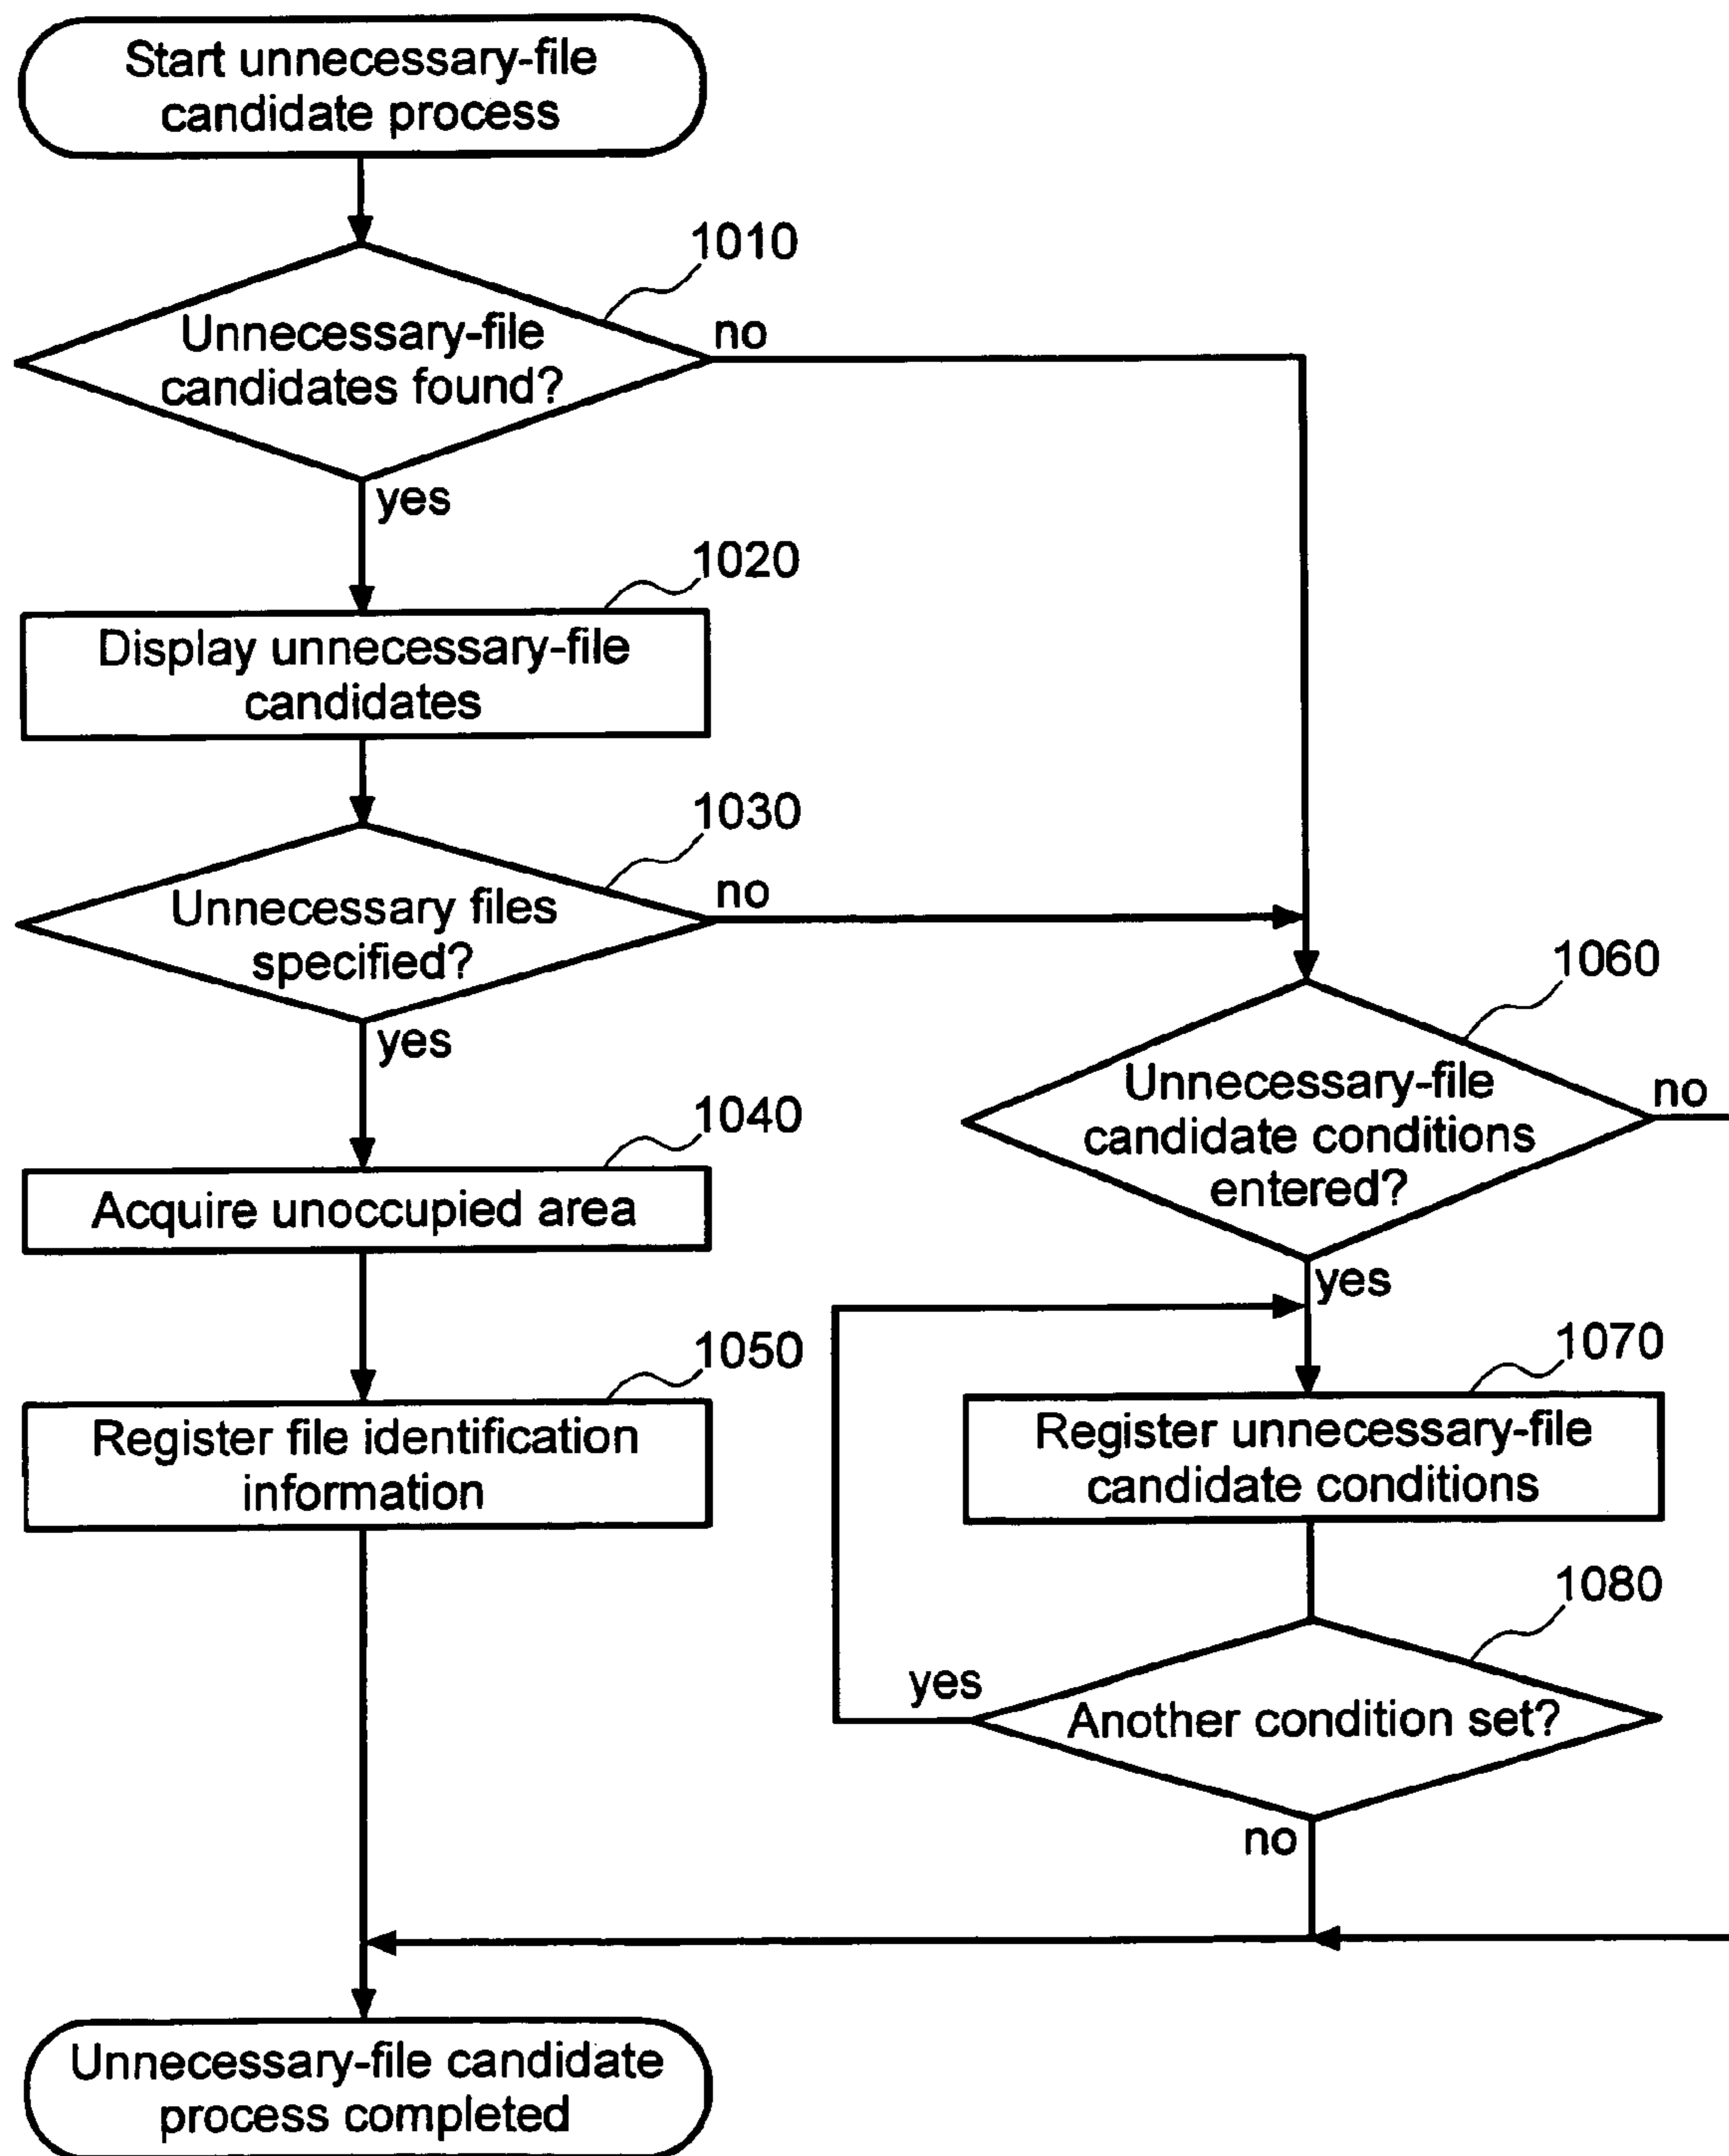 Start unnecessary-file
candidate process
1010
Unnecessary-file
candidates found?
no
yes
1020
Display unnecessary-file
candidates
1030
Unnecessary files
specified?
no
yes
1040
Acquire unoccupied area
1050
Register file identification
information
1060
Unnecessary-file
candidate conditions
entered?
no
yes
1070
Register unnecessary-file
candidate conditions
1080
Another condition set?
yes
no
Unnecessary-file candidate
process completed